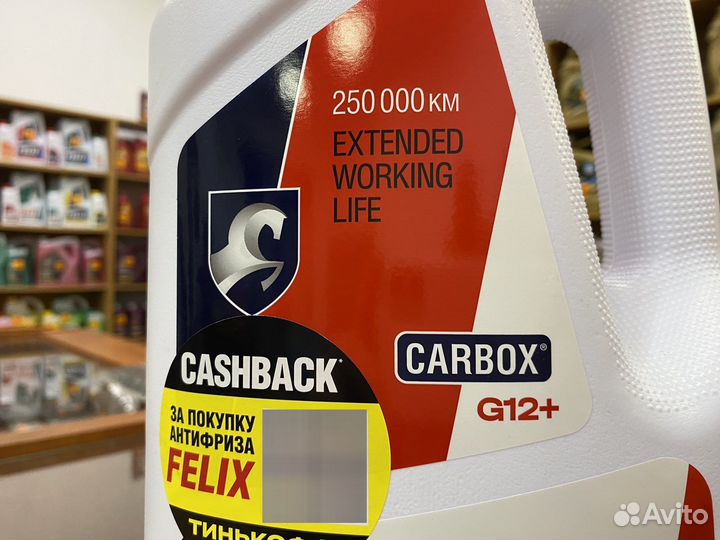 250 000 KM
EXTENDED
WORKING
LIFE
CARBOX®
G12+
CASHBACK*
ЗА ПОКУПКУ
АНТИФРИЗА
FELIX
Avito